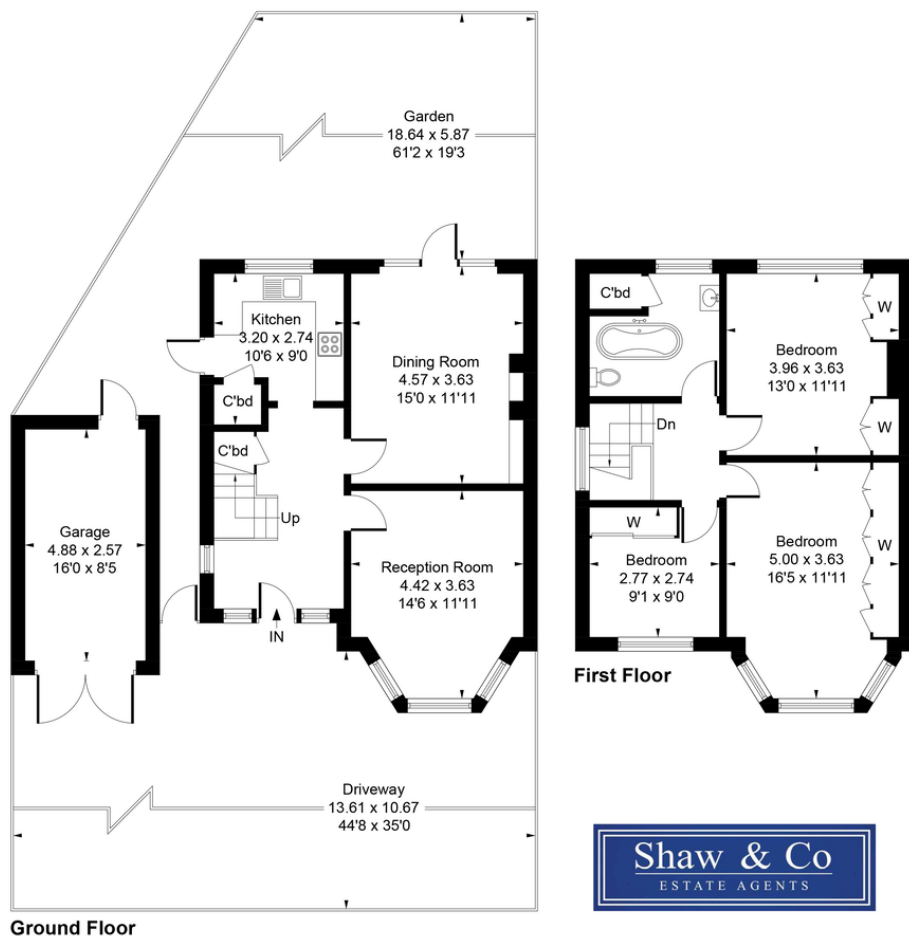 Garden
18.64 x 5.87
61'2 x 19'3
Kitchen
3.20 x 2.74
10'6 x 9'0
C'bd
C'bd
Up
IN
Dining Room
4.57 x 3.63
15'0 x 11'11
Reception Room
4.42 x 3.63
14'6 x 11'11
Garage
4.88 x 2.57
16'0 x 8'5
Driveway
13.61 x 10.67
44'8 x 35'0
Ground Floor
C'bd
W
Bedroom
3.96 x 3.63
13'0 x 11'11
W
Dn
W
Bedroom
2.77 x 2.74
9'1 x 9'0
Bedroom
5.00 x 3.63
16'5 x 11'11
W
First Floor
Shaw & Co
ESTATE AGENTS